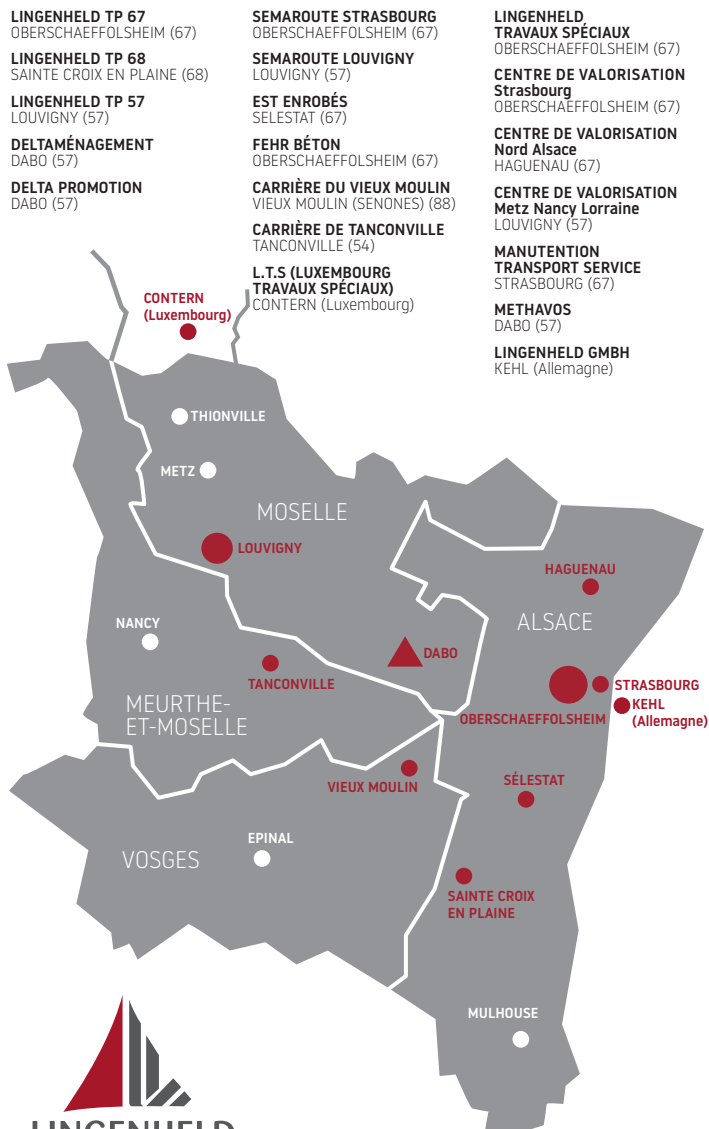 LINGENHELD TP 67
OBERSCHAEFFOLSHEIM (67)
LINGENHELD TP 68
SAINTE CROIX EN PLAINE (68)
LINGENHELD TP 57
LOUVIGNY (57)
DELTAMÉNAGEMENT
DABO (57)
DELTA PROMOTION
DABO (57)
SEMAROUTE STRASBOURG
OBERSCHAEFFOLSHEIM (67)
SEMAROUTE LOUVIGNY
LOUVIGNY (57)
EST ENROBÉS
SELESTAT (67)
FEHR BÉTON
OBERSCHAEFFOLSHEIM (67)
CARRIÈRE DU VIEUX MOULIN
VIEUX MOULIN (SENONES) (88)
CARRIÈRE DE TANCONVILLE
TANCONVILLE (54)
L.T.S (LUXEMBOURG
TRAVAUX SPÉCIAUX)
CONTERN (Luxembourg)
LINGENHELD
TRAVAUX SPÉCIAUX
OBERSCHAEFFOLSHEIM (67)
CENTRE DE VALORISATION
Strasbourg
OBERSCHAEFFOLSHEIM (67)
CENTRE DE VALORISATION
Nord Alsace
HAGUENAU (67)
CENTRE DE VALORISATION
Metz Nancy Lorraine
LOUVIGNY (57)
MANUTENTION
TRANSPORT SERVICE
STRASBOURG (67)
METHAVOS
DABO (57)
LINGENHELD GMBH
KEHL (Allemagne)
CONTERN
(Luxembourg)
THIONVILLE
METZ
MOSELLE
LOUVIGNY
HAGUENAU
ALSACE
NANCY
DABO
TANCONVILLE
STRASBOURG
MEURTHE-
ET-MOSELLE
KEHL
(Allemagne)
OBERSCHAEFFOLSHEIM
VIEUX MOULIN
SÉLESTAT
EPINAL
VOSGES
SAINTE CROIX
EN PLAINE
MULHOUSE
LINGENHELD